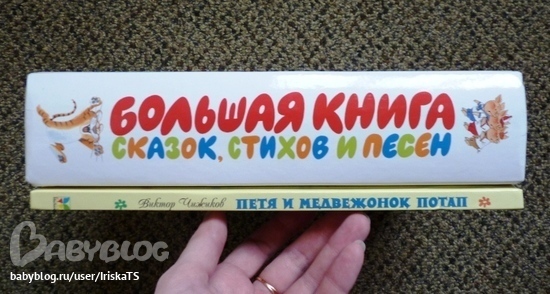 БОЛЬШАЯ КНИГА
СКАЗОК, СТИХОВ И ПЕСЕН
Виктор Чижиков ПЕТЯ И МЕДВЕЖОНОК ПОТАП
BABYBLOG
babyblog.ru/user/IriskaTS